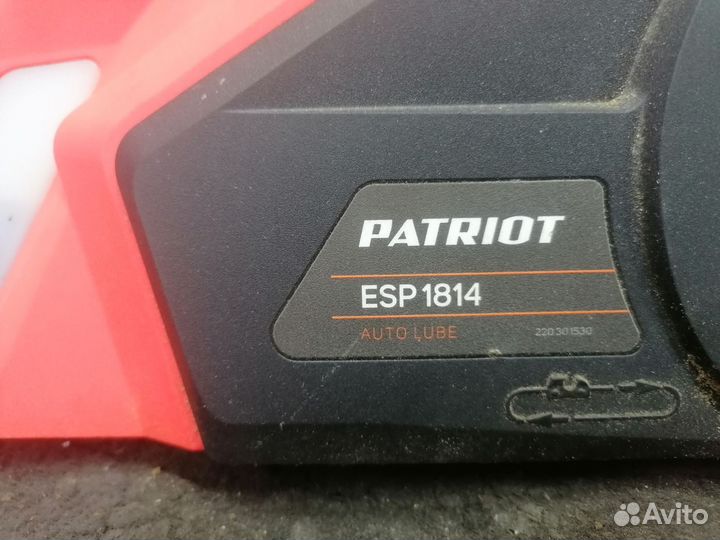 PATRIOT
ESP 1814
AUTO LUBE 220301530
Avito